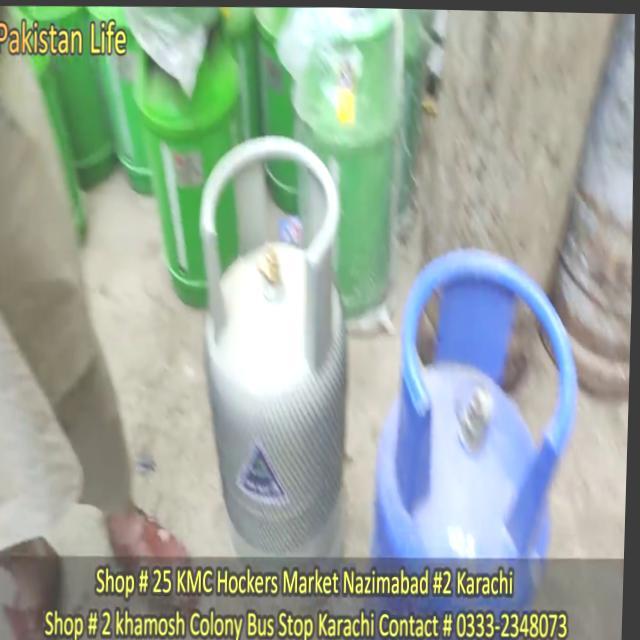 Pakistan Life
Shop # 25 KMC Hockers Market Nazimabad #2 Karachi
Shop # 2 khamosh Colony Bus Stop Karachi Contact # 0333-2348073